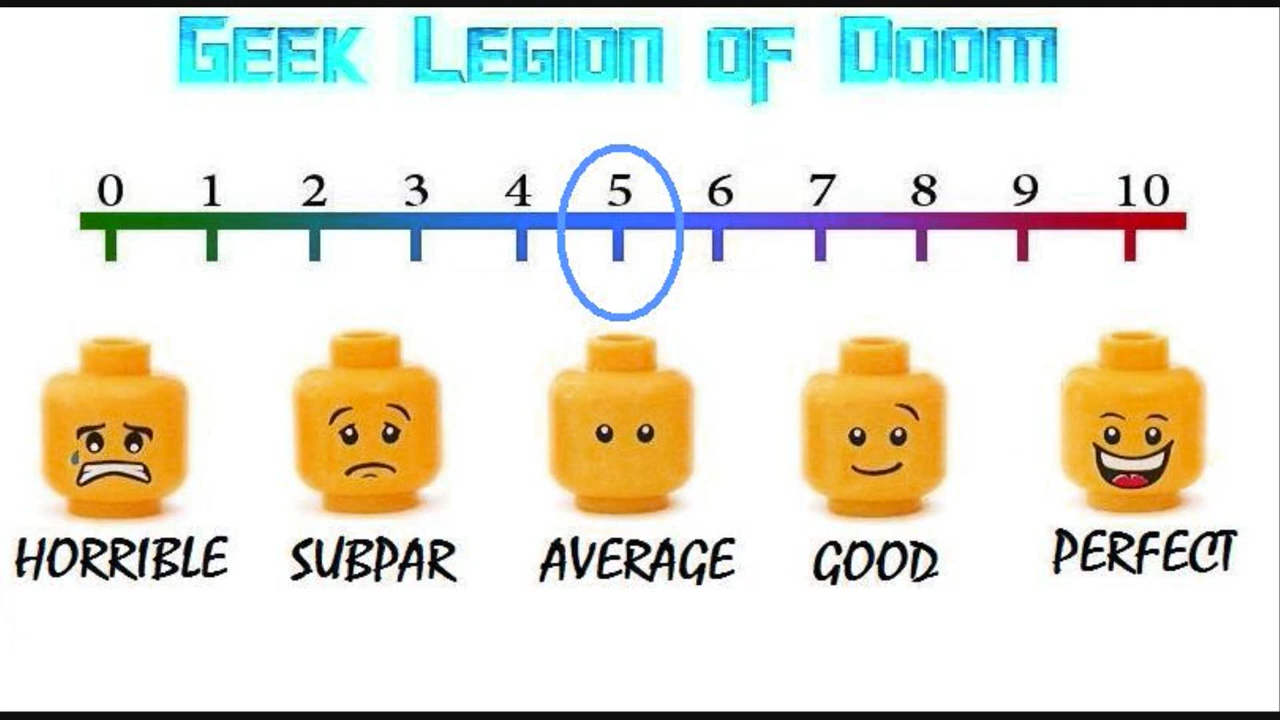 GEEK LEGION OF DOOM
0 1 2 3 4 5 6 7 8 9 10
HORRIBLE SUBPAR AVERAGE GOOD PERFECT